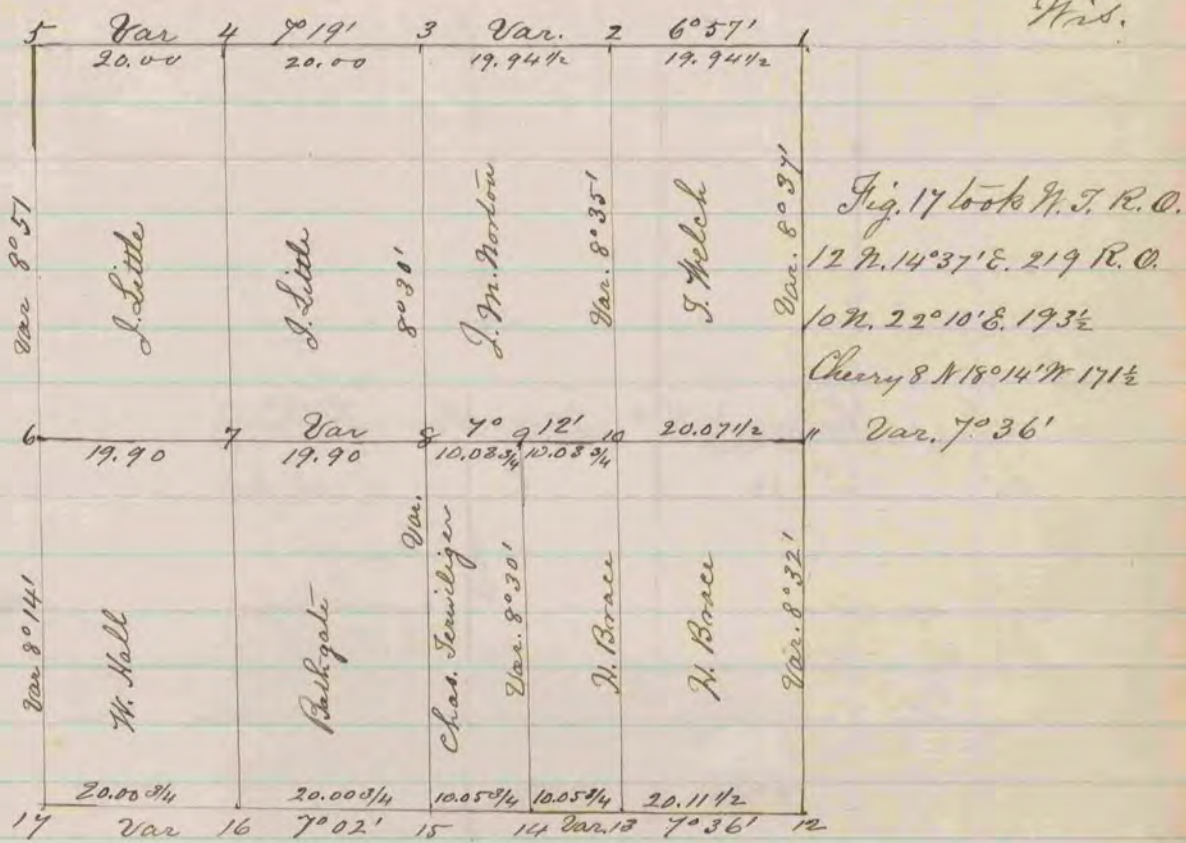 Wis.
5 Var 4 7°19' 3 Var. 2 6°57' 1
20.00 20.00 19.94½ 19.94½
Var 8°51
J. Little
J. Little
8°30'
J. M. Norton
Var. 8°35'
J. Welch
Var. 8°37'
Fig. 17 took W. T. R. O.
12 N. 14°37' E. 219 R. O.
10 N. 22°10' E. 193½
Cherry 8 N 18°14' W 171½
Var. 7°36'
6 7 Var 8 7° 9 12' 10 20.07½ 11
19.90 19.90 10.08¾ 10.08¾
Var 8°14'
W. Hall
Bathgate
Var.
Chas. Terwiliger
Var. 8°30'
H. Brace
H. Brace
Var. 8°32'
20.00¾ 20.00¾ 10.05¾ 10.05¾ 20.11½
17 Var 16 7°02' 15 14 Var. 13 7°36' 12